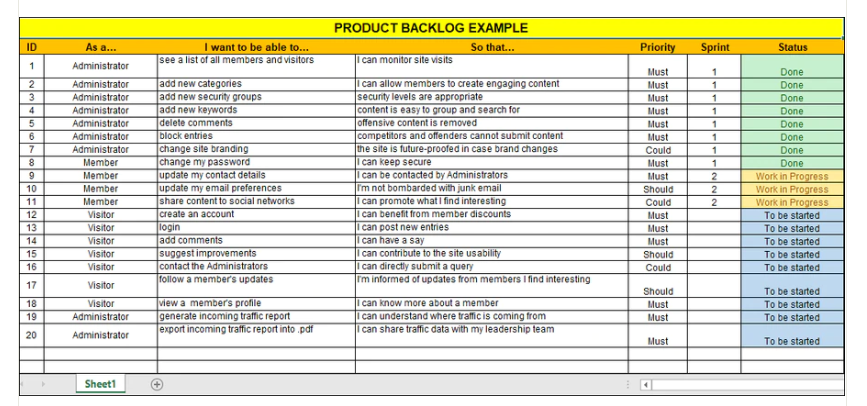 PRODUCT BACKLOG EXAMPLE
ID As a... I want to be able to... So that... Priority Sprint Status
1 Administrator see a list of all members and visitors I can monitor site visits Must 1 Done
2 Administrator add new categories I can allow members to create engaging content Must 1 Done
3 Administrator add new security groups security levels are appropriate Must 1 Done
4 Administrator add new keywords content is easy to group and search for Must 1 Done
5 Administrator delete comments offensive content is removed Must 1 Done
6 Administrator block entries competitors and offenders cannot submit content Must 1 Done
7 Administrator change site branding the site is future-proofed in case brand changes Could 1 Done
8 Member change my password I can keep secure Must 1 Done
9 Member update my contact details I can be contacted by Administrators Must 2 Work in Progress
10 Member update my email preferences I'm not bombarded with junk email Should 2 Work in Progress
11 Member share content to social networks I can promote what I find interesting Could 2 Work in Progress
12 Visitor create an account I can benefit from member discounts Must To be started
13 Visitor login I can post new entries Must To be started
14 Visitor add comments I can have a say Must To be started
15 Visitor suggest improvements I can contribute to the site usability Should To be started
16 Visitor contact the Administrators I can directly submit a query Could To be started
17 Visitor follow a member's updates I'm informed of updates from members I find interesting Should To be started
18 Visitor view a member's profile I can know more about a member Must To be started
19 Administrator generate incoming traffic report I can understand where traffic is coming from Must To be started
20 Administrator export incoming traffic report into .pdf I can share traffic data with my leadership team Must To be started
Sheet1